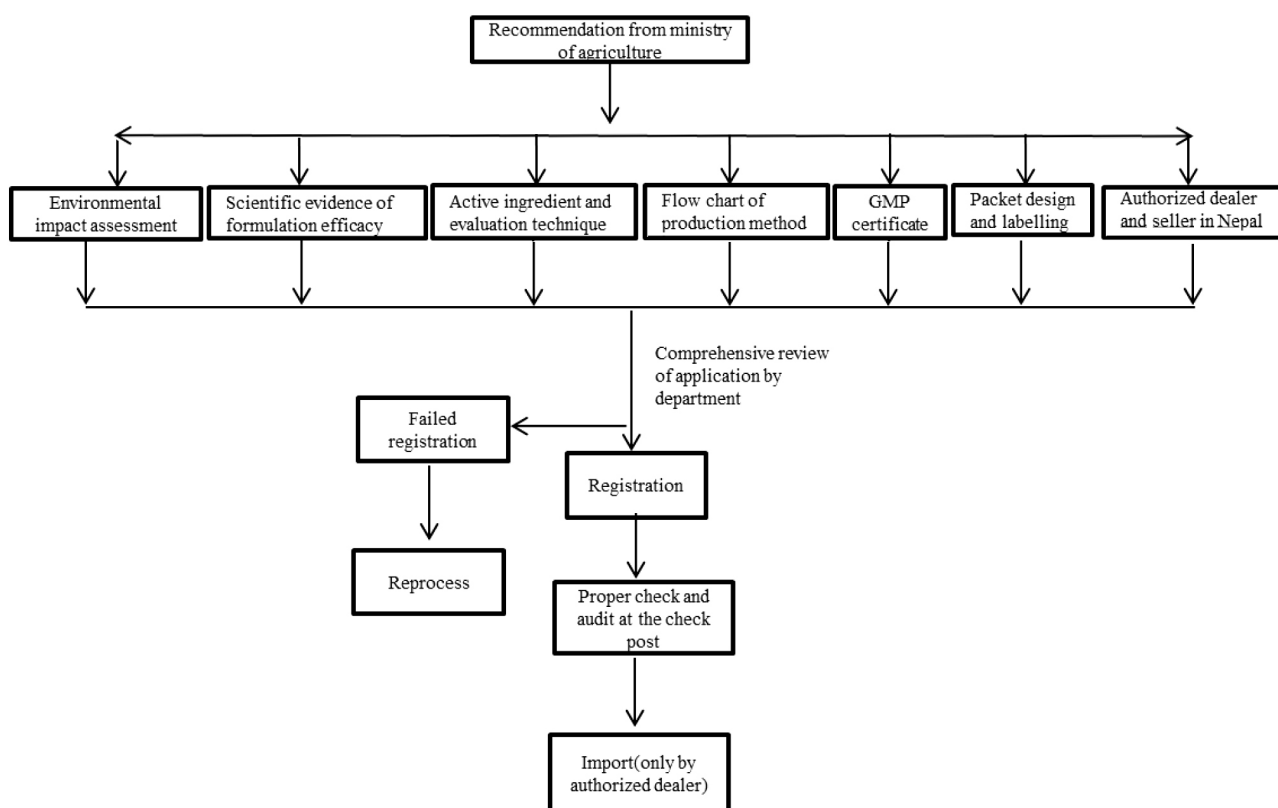 Recommendation from ministry
of agriculture
Environmental
impact assessment
Scientific evidence of
formulation efficacy
Active ingredient and
evaluation technique
Flow chart of
production method
GMP
certificate
Packet design
and labelling
Authorized dealer
and seller in Nepal
Comprehensive review
of application by
department
Failed
registration
Registration
Reprocess
Proper check and
audit at the check
post
Import(only by
authorized dealer)